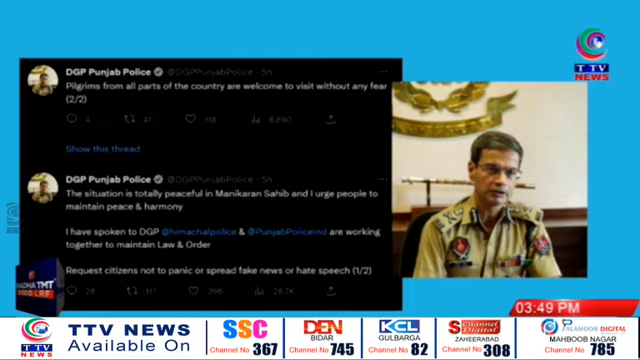 DGP Punjab Police @DGPPunjabPolice · 5h
Pilgrims from all parts of the country are welcome to visit without any fear
(2/2)
4 41 118 8,690
Show this thread
DGP Punjab Police @DGPPunjabPolice · 5h
The situation is totally peaceful in Manikaran Sahib and I urge people to
maintain peace & harmony
I have spoken to DGP @himachalpolice & @PunjabPoliceind are working
together to maintain Law & Order
Request citizens not to panic or spread fake news or hate speech (1/2)
28 117 398 28.7K
TTV
NEWS
03:49 PM
TTV NEWS
Available On
TTV
NEWS
SSC
Channel No 367
DEN
BIDAR
Channel No 745
KCL
GULBARGA
Channel No 82
S Channel Digital
ZAHEERABAD
Channel No 308
PALAMOOR DIGITAL
MAHBOOB NAGAR
Channel No 785